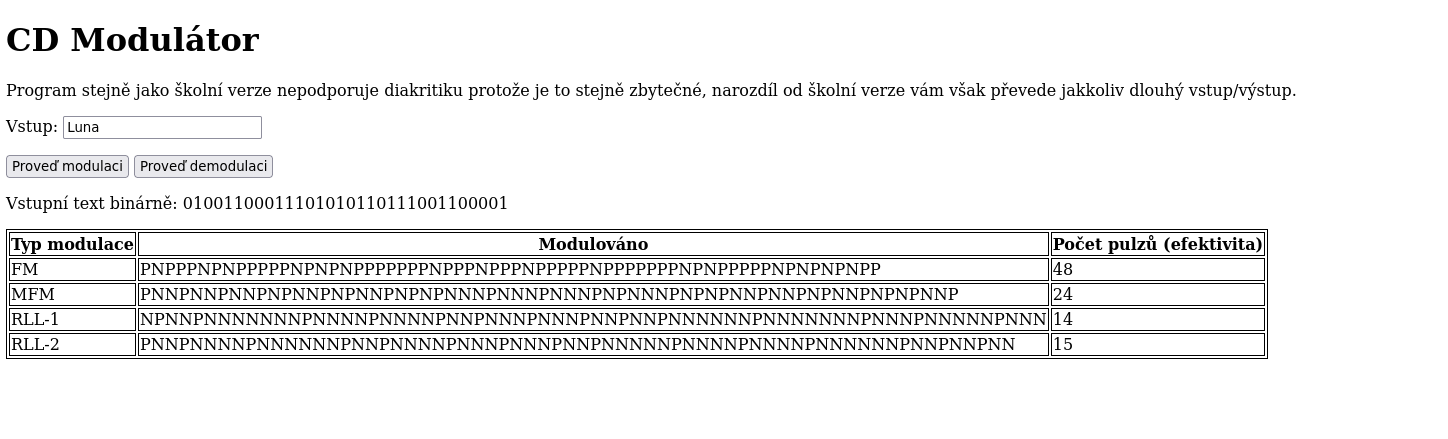 CD Modulátor
Program stejně jako školní verze nepodporuje diakritiku protože je to stejně zbytečné, narozdíl od školní verze vám však převede jakkoliv dlouhý vstup/výstup.
Vstup: Luna
Proveď modulaci Proveď demodulaci
Vstupní text binárně: 01001100011101010110111001100001
Typ modulace Modulováno Počet pulzů (efektivita)
FM PNPPPNPNPPPPPNPNPNPPPPPPPNPPPNPPPNPPPPPNPPPPPPPNPNPPPPPNPNPNPNPP 48
MFM PNNPNNPNNPNPNNPNPNNPNPNPNNNPNNNPNNNPNPNNNPNPNPNNPNNPNPNNPNPNPNNP 24
RLL-1 NPNNPNNNNNNNPNNNNPNNNNPNNPNNNPNNNPNNPNNPNNNNNNPNNNNNNNPNNNPNNNNNPNNN 14
RLL-2 PNNPNNNNPNNNNNNPNNPNNNNPNNNPNNNPNNPNNNNNPNNNNPNNNNPNNNNNNPNNPNNPNN 15